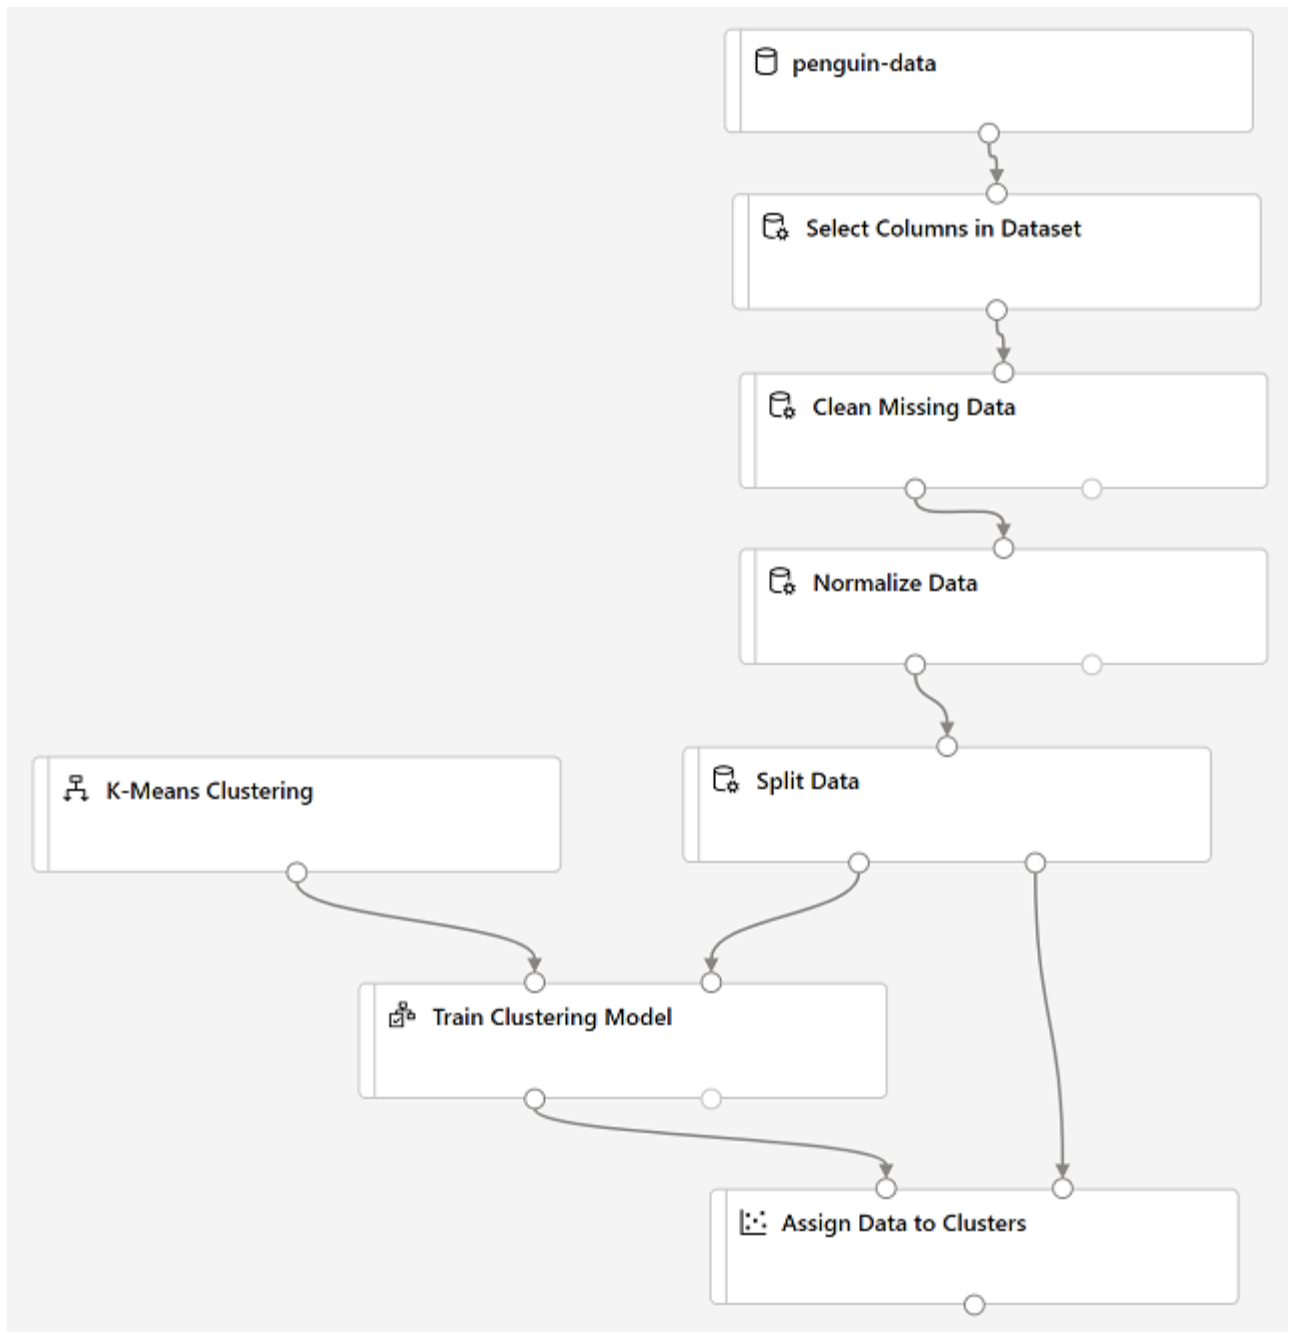 penguin-data
Select Columns in Dataset
Clean Missing Data
Normalize Data
Split Data
K-Means Clustering
Train Clustering Model
Assign Data to Clusters